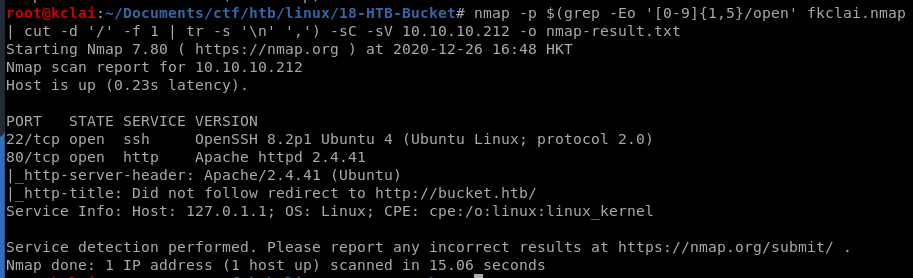 root@kclai:~/Documents/ctf/htb/linux/18-HTB-Bucket# nmap -p $(grep -Eo '[0-9]{1,5}/open' fkclai.nmap
| cut -d '/' -f 1 | tr -s '\n' ',') -sC -sV 10.10.10.212 -o nmap-result.txt
Starting Nmap 7.80 ( https://nmap.org ) at 2020-12-26 16:48 HKT
Nmap scan report for 10.10.10.212
Host is up (0.23s latency).

PORT   STATE SERVICE VERSION
22/tcp open  ssh     OpenSSH 8.2p1 Ubuntu 4 (Ubuntu Linux; protocol 2.0)
80/tcp open  http    Apache httpd 2.4.41
|_http-server-header: Apache/2.4.41 (Ubuntu)
|_http-title: Did not follow redirect to http://bucket.htb/
Service Info: Host: 127.0.1.1; OS: Linux; CPE: cpe:/o:linux:linux_kernel

Service detection performed. Please report any incorrect results at https://nmap.org/submit/ .
Nmap done: 1 IP address (1 host up) scanned in 15.06 seconds